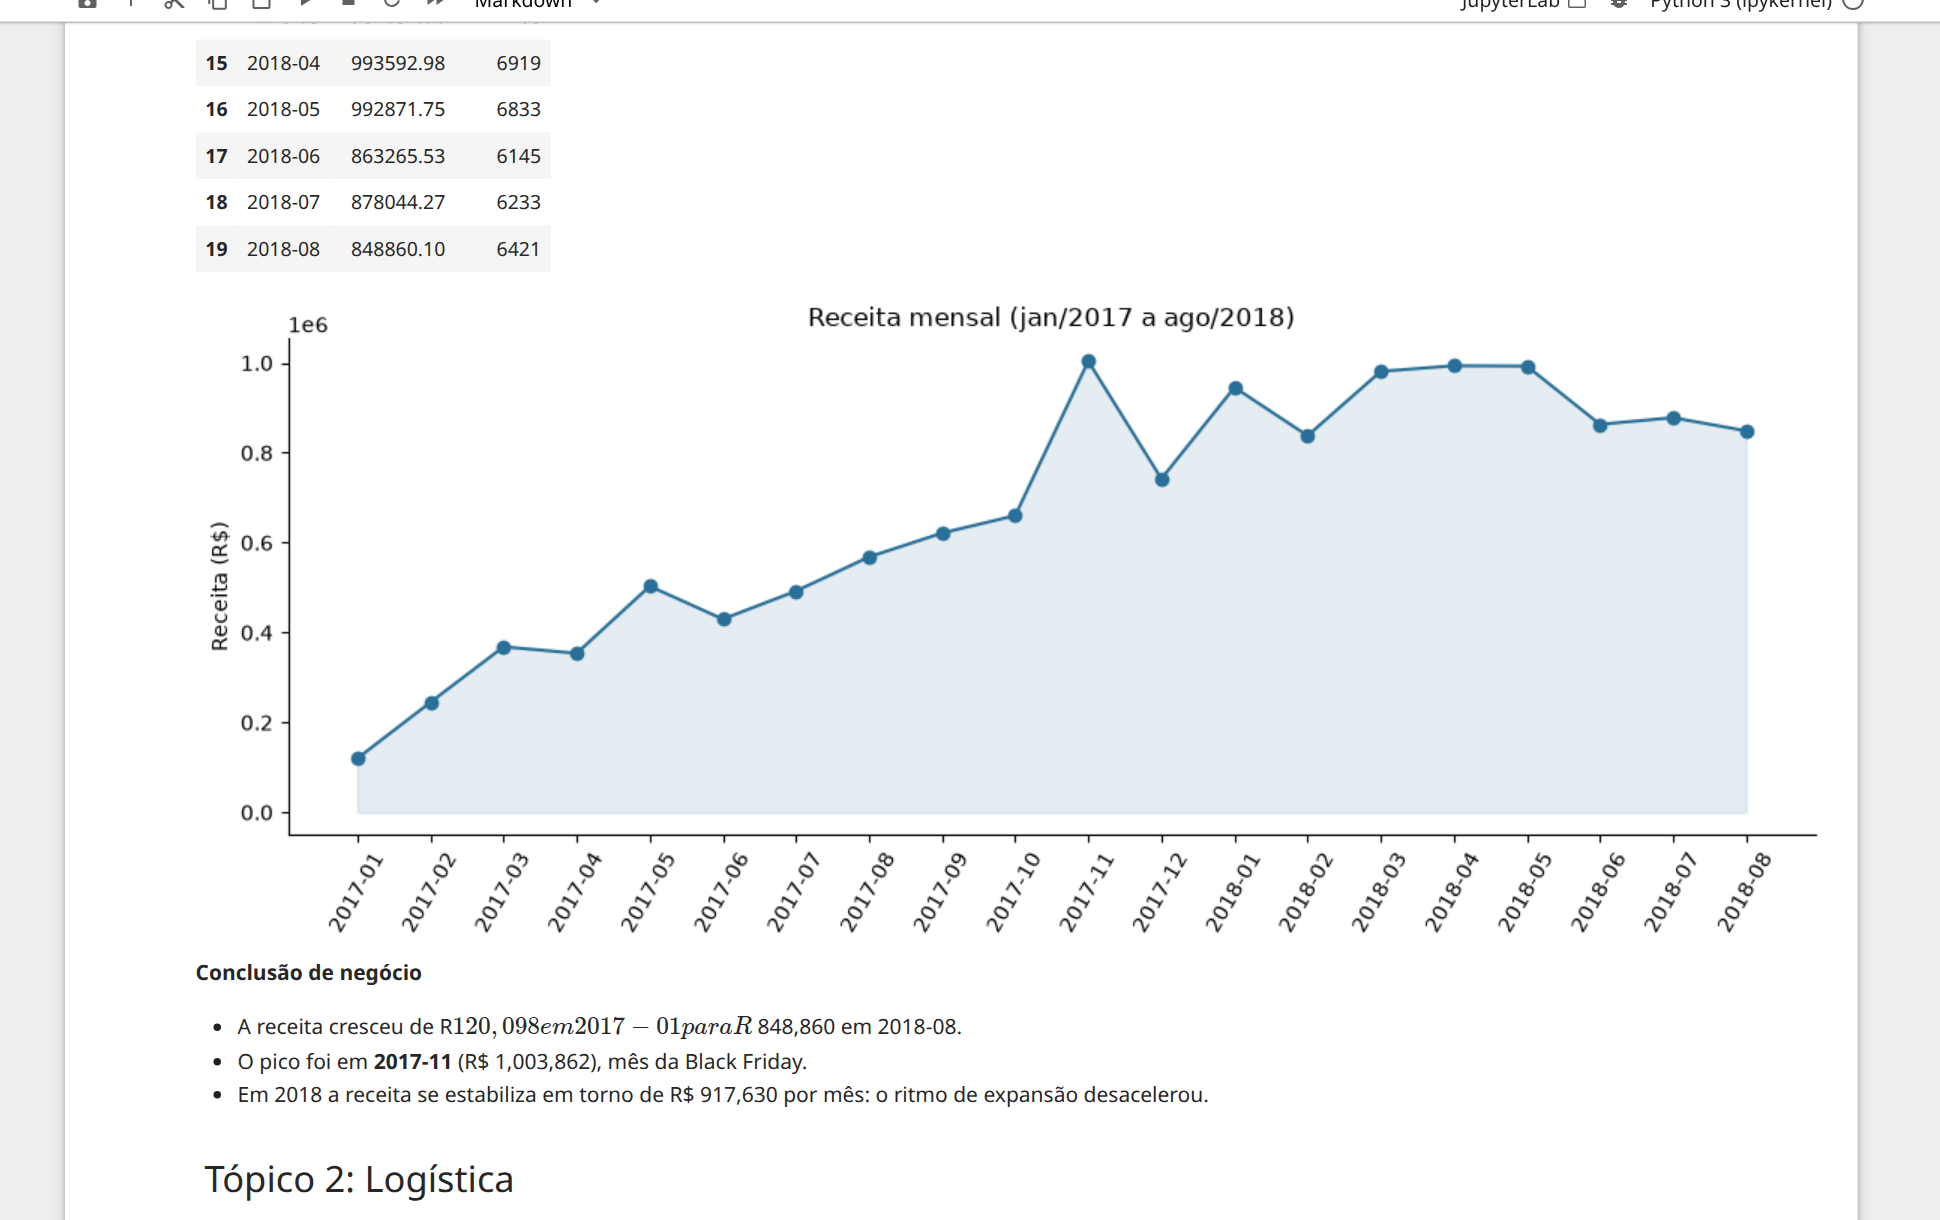 Markdown
JupyterLab
Python 3 (ipykernel)
15 2018-04 993592.98 6919
16 2018-05 992871.75 6833
17 2018-06 863265.53 6145
18 2018-07 878044.27 6233
19 2018-08 848860.10 6421
Receita mensal (jan/2017 a ago/2018)
1e6
1.0
0.8
0.6
0.4
0.2
0.0
Receita (R$)
2017-01 2017-02 2017-03 2017-04 2017-05 2017-06 2017-07 2017-08 2017-09 2017-10 2017-11 2017-12 2018-01 2018-02 2018-03 2018-04 2018-05 2018-06 2018-07 2018-08
Conclusão de negócio
• A receita cresceu de R120,098em2017−01paraR 848,860 em 2018-08.
• O pico foi em 2017-11 (R$ 1,003,862), mês da Black Friday.
• Em 2018 a receita se estabiliza em torno de R$ 917,630 por mês: o ritmo de expansão desacelerou.
Tópico 2: Logística